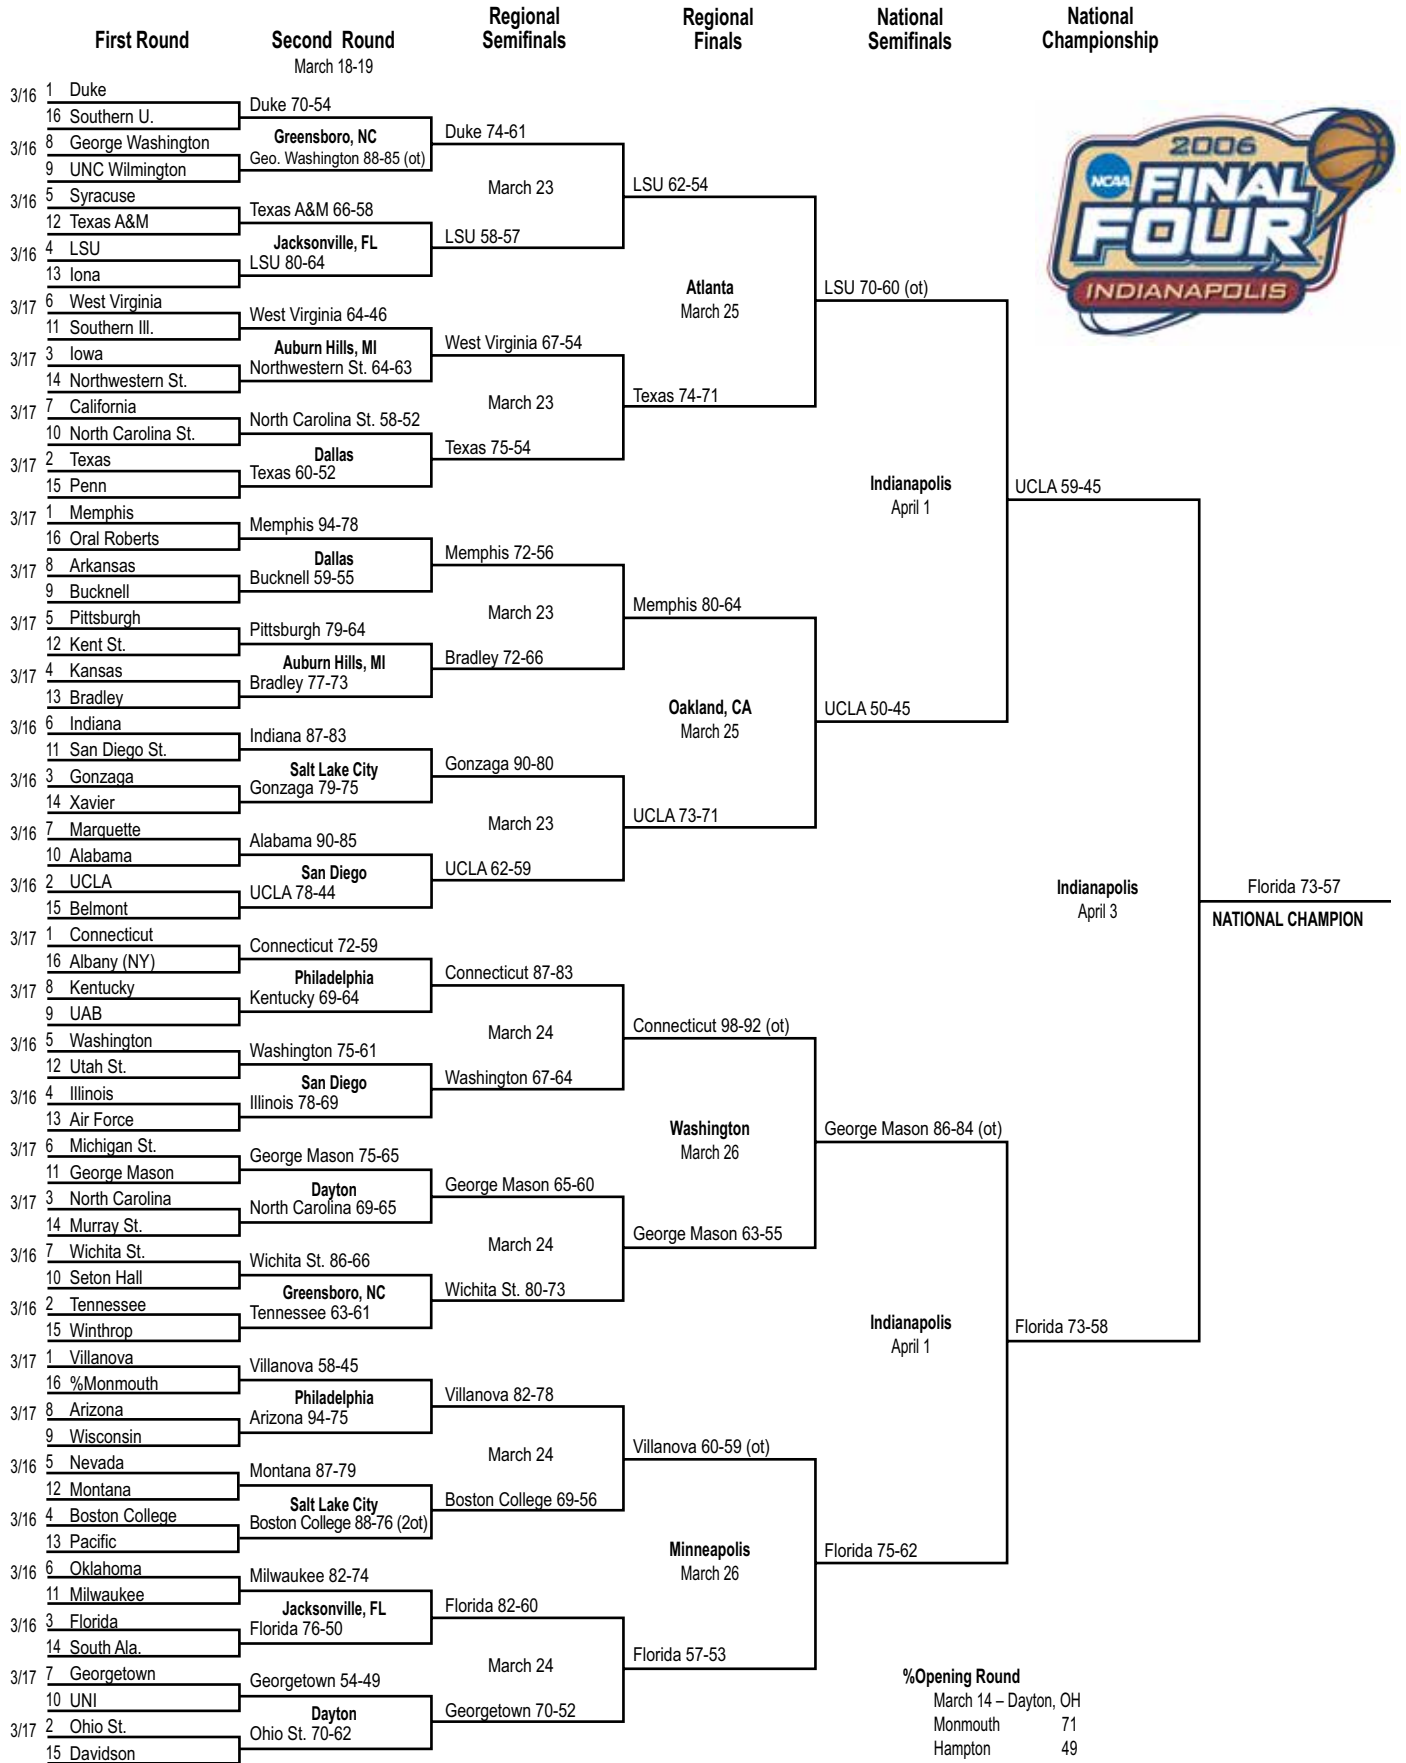 First Round
Second Round
March 18-19
Regional
Semifinals
Regional
Finals
National
Semifinals
National
Championship
3/16 1 Duke
16 Southern U.
3/16 8 George Washington
9 UNC Wilmington
3/16 5 Syracuse
12 Texas A&M
3/16 4 LSU
13 Iona
3/17 6 West Virginia
11 Southern Ill.
3/17 3 Iowa
14 Northwestern St.
3/17 7 California
10 North Carolina St.
3/17 2 Texas
15 Penn
3/17 1 Memphis
16 Oral Roberts
3/17 8 Arkansas
9 Bucknell
3/17 5 Pittsburgh
12 Kent St.
3/17 4 Kansas
13 Bradley
3/16 6 Indiana
11 San Diego St.
3/16 3 Gonzaga
14 Xavier
3/16 7 Marquette
10 Alabama
3/16 2 UCLA
15 Belmont
3/17 1 Connecticut
16 Albany (NY)
3/17 8 Kentucky
9 UAB
3/16 5 Washington
12 Utah St.
3/16 4 Illinois
13 Air Force
3/17 6 Michigan St.
11 George Mason
3/17 3 North Carolina
14 Murray St.
3/16 7 Wichita St.
10 Seton Hall
3/16 2 Tennessee
15 Winthrop
3/17 1 Villanova
16 %Monmouth
3/17 8 Arizona
9 Wisconsin
3/16 5 Nevada
12 Montana
3/16 4 Boston College
13 Pacific
3/16 6 Oklahoma
11 Milwaukee
3/16 3 Florida
14 South Ala.
3/17 7 Georgetown
10 UNI
3/17 2 Ohio St.
15 Davidson
Duke 70-54
Greensboro, NC
Geo. Washington 88-85 (ot)
Texas A&M 66-58
Jacksonville, FL
LSU 80-64
West Virginia 64-46
Auburn Hills, MI
Northwestern St. 64-63
North Carolina St. 58-52
Dallas
Texas 60-52
Memphis 94-78
Dallas
Bucknell 59-55
Pittsburgh 79-64
Auburn Hills, MI
Bradley 77-73
Indiana 87-83
Salt Lake City
Gonzaga 79-75
Alabama 90-85
San Diego
UCLA 78-44
Connecticut 72-59
Philadelphia
Kentucky 69-64
Washington 75-61
San Diego
Illinois 78-69
George Mason 75-65
Dayton
North Carolina 69-65
Wichita St. 86-66
Greensboro, NC
Tennessee 63-61
Villanova 58-45
Philadelphia
Arizona 94-75
Montana 87-79
Salt Lake City
Boston College 88-76 (2ot)
Milwaukee 82-74
Jacksonville, FL
Florida 76-50
Georgetown 54-49
Dayton
Ohio St. 70-62
Duke 74-61
March 23
LSU 58-57
West Virginia 67-54
March 23
Texas 75-54
Memphis 72-56
March 23
Bradley 72-66
Gonzaga 90-80
March 23
UCLA 62-59
Connecticut 87-83
March 24
Washington 67-64
George Mason 65-60
March 24
Wichita St. 80-73
Villanova 82-78
March 24
Boston College 69-56
Florida 82-60
March 24
Georgetown 70-52
LSU 62-54
Atlanta
March 25
Texas 74-71
Memphis 80-64
Oakland, CA
March 25
UCLA 73-71
Connecticut 98-92 (ot)
Washington
March 26
George Mason 63-55
Villanova 60-59 (ot)
Minneapolis
March 26
Florida 57-53
LSU 70-60 (ot)
Indianapolis
April 1
UCLA 50-45
George Mason 86-84 (ot)
Indianapolis
April 1
Florida 75-62
UCLA 59-45
Indianapolis
April 3
Florida 73-58
Florida 73-57
NATIONAL CHAMPION
2006
NCAA FINAL
FOUR
INDIANAPOLIS
%Opening Round
March 14 – Dayton, OH
Monmouth 71
Hampton 49